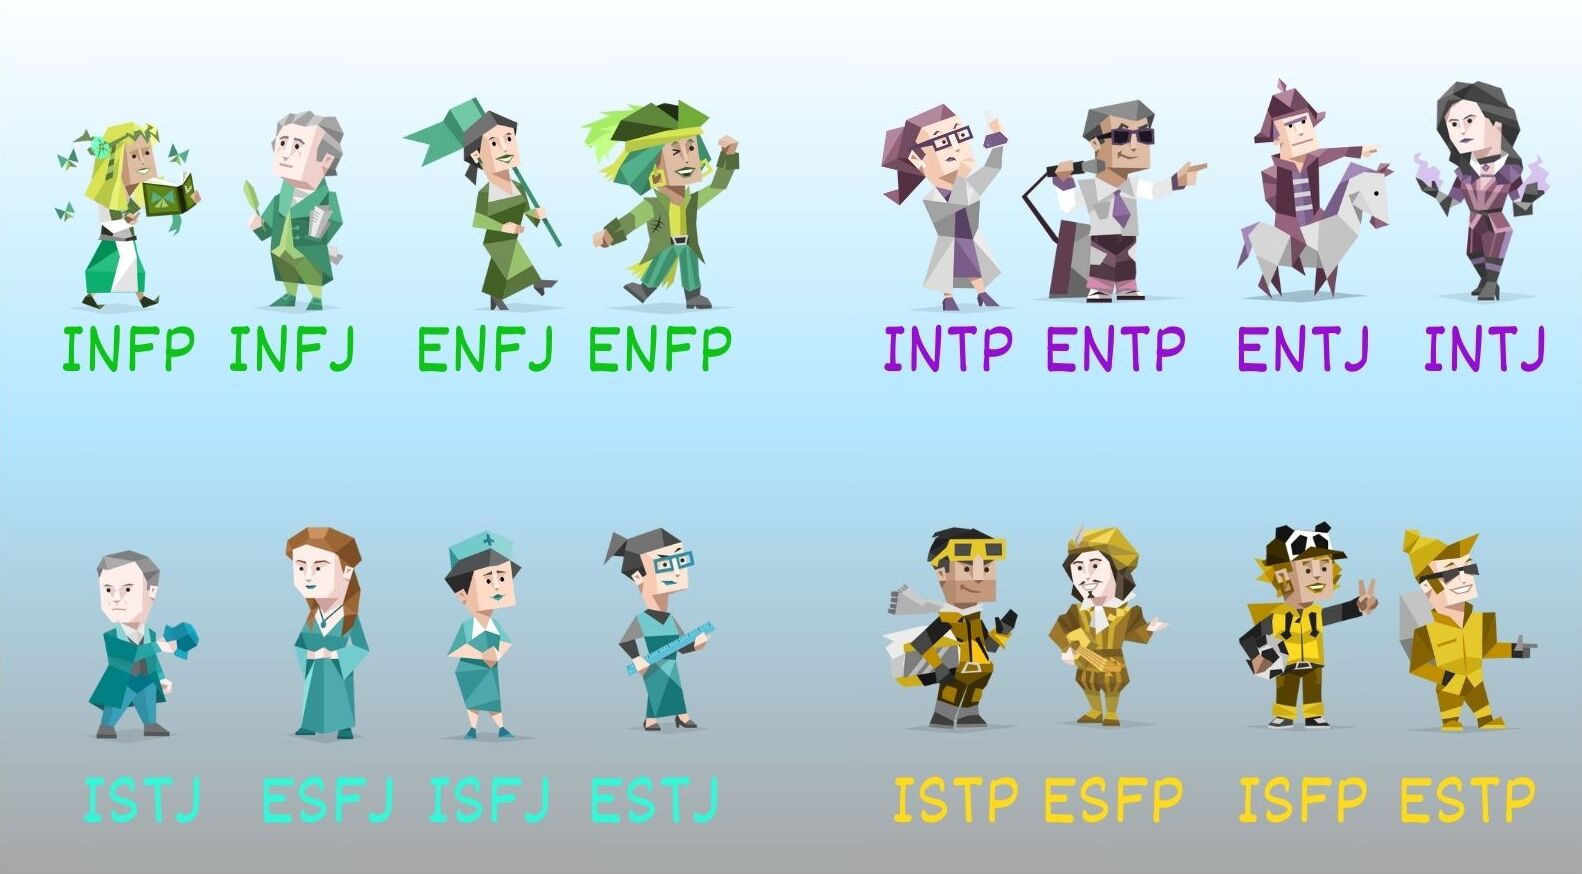 INFP INFJ ENFJ ENFP INTP ENTP ENTJ INTJ
ISTJ ESFJ ISFJ ESTJ ISTP ESFP ISFP ESTP